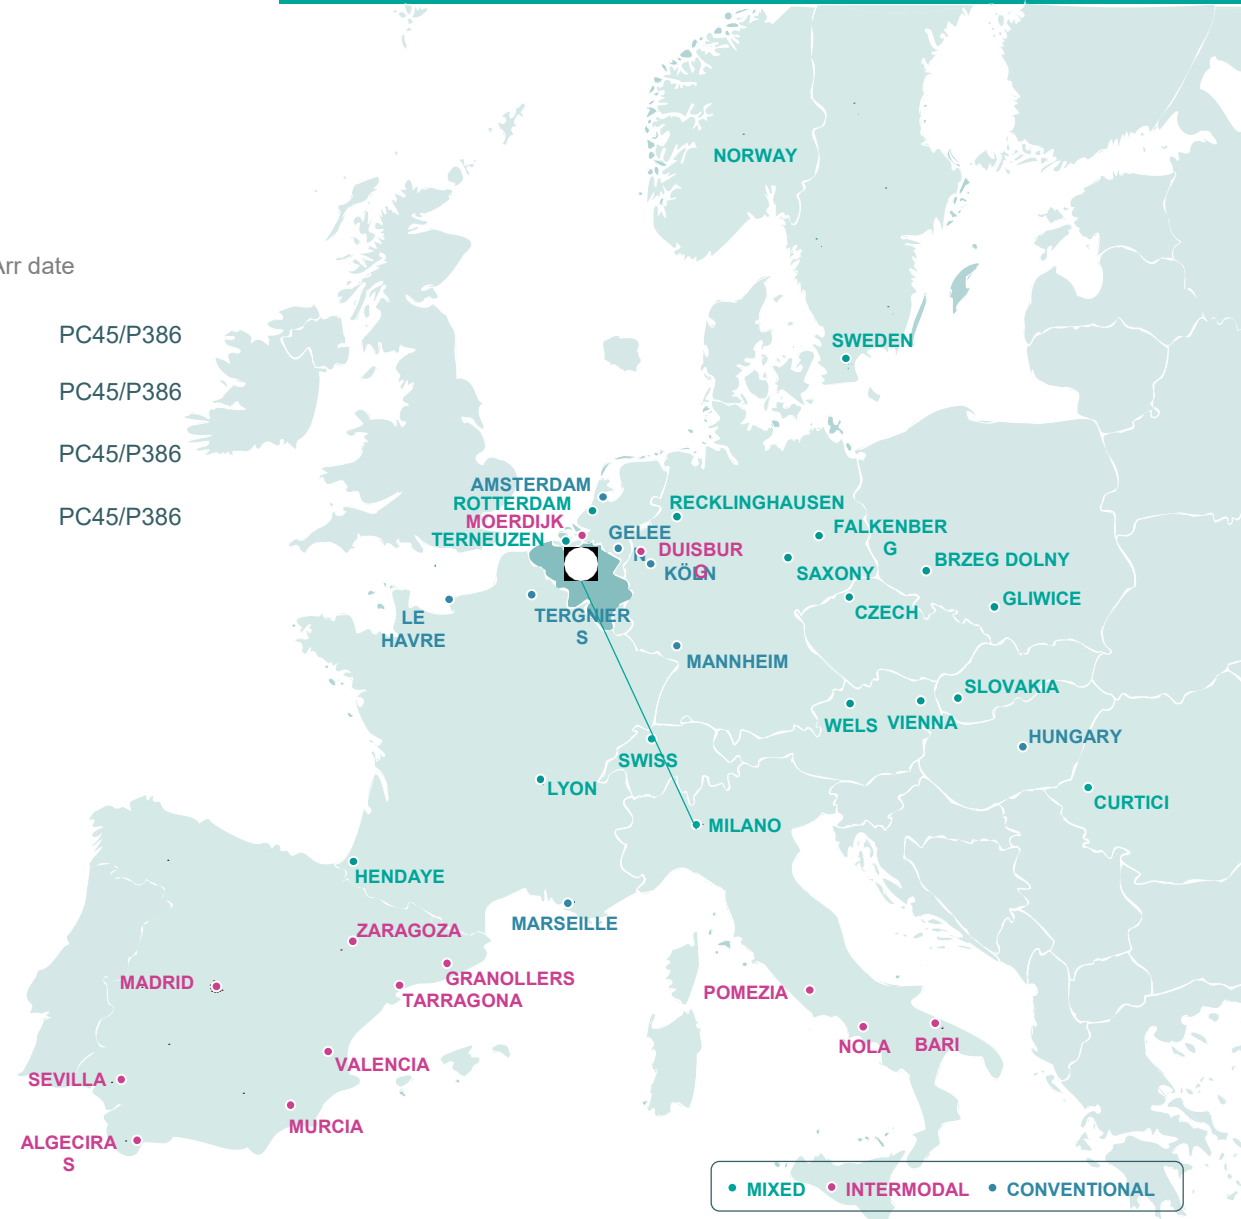 NORWAY
Arr date
PC45/P386
SWEDEN
PC45/P386
PC45/P386
PC45/P386
AMSTERDAM
ROTTERDAM
MOERDIJK
TERNEUZEN
RECKLINGHAUSEN
GELEE
N
DUISBUR
G
KÖLN
FALKENBER
G
SAXONY
BRZEG DOLNY
GLIWICE
CZECH
LE
HAVRE
TERGNIER
S
MANNHEIM
SLOVAKIA
WELS
VIENNA
HUNGARY
SWISS
LYON
CURTICI
MILANO
HENDAYE
MARSEILLE
ZARAGOZA
MADRID
GRANOLLERS
TARRAGONA
POMEZIA
NOLA
BARI
VALENCIA
SEVILLA
MURCIA
ALGECIRA
S
MIXED INTERMODAL CONVENTIONAL